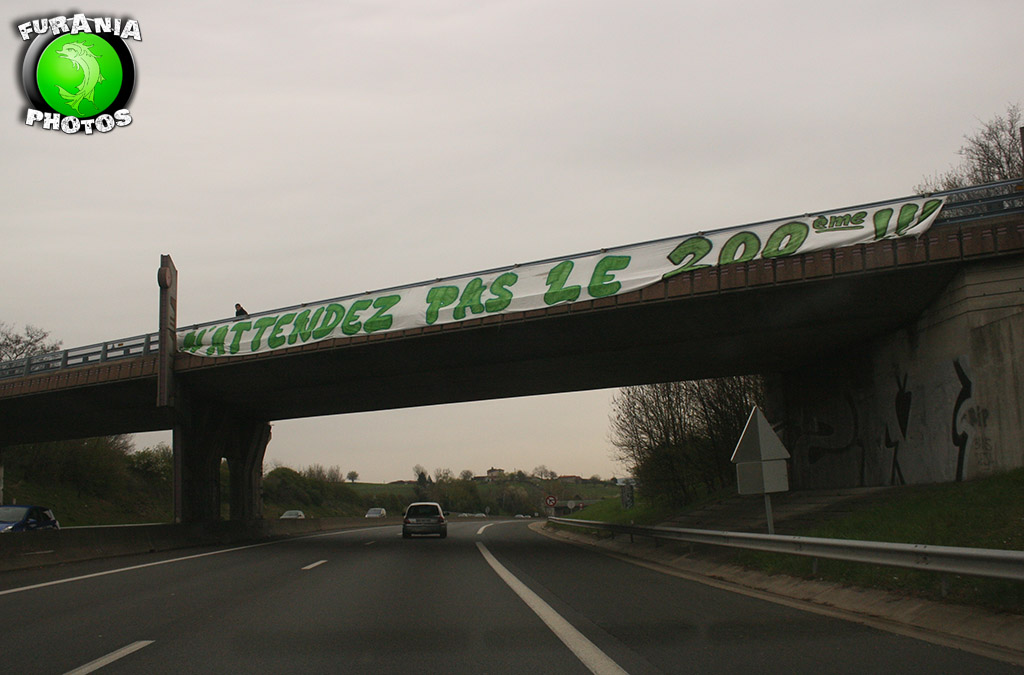 FURANIA
PHOTOS
N'ATTENDEZ PAS LE 200ème !!!